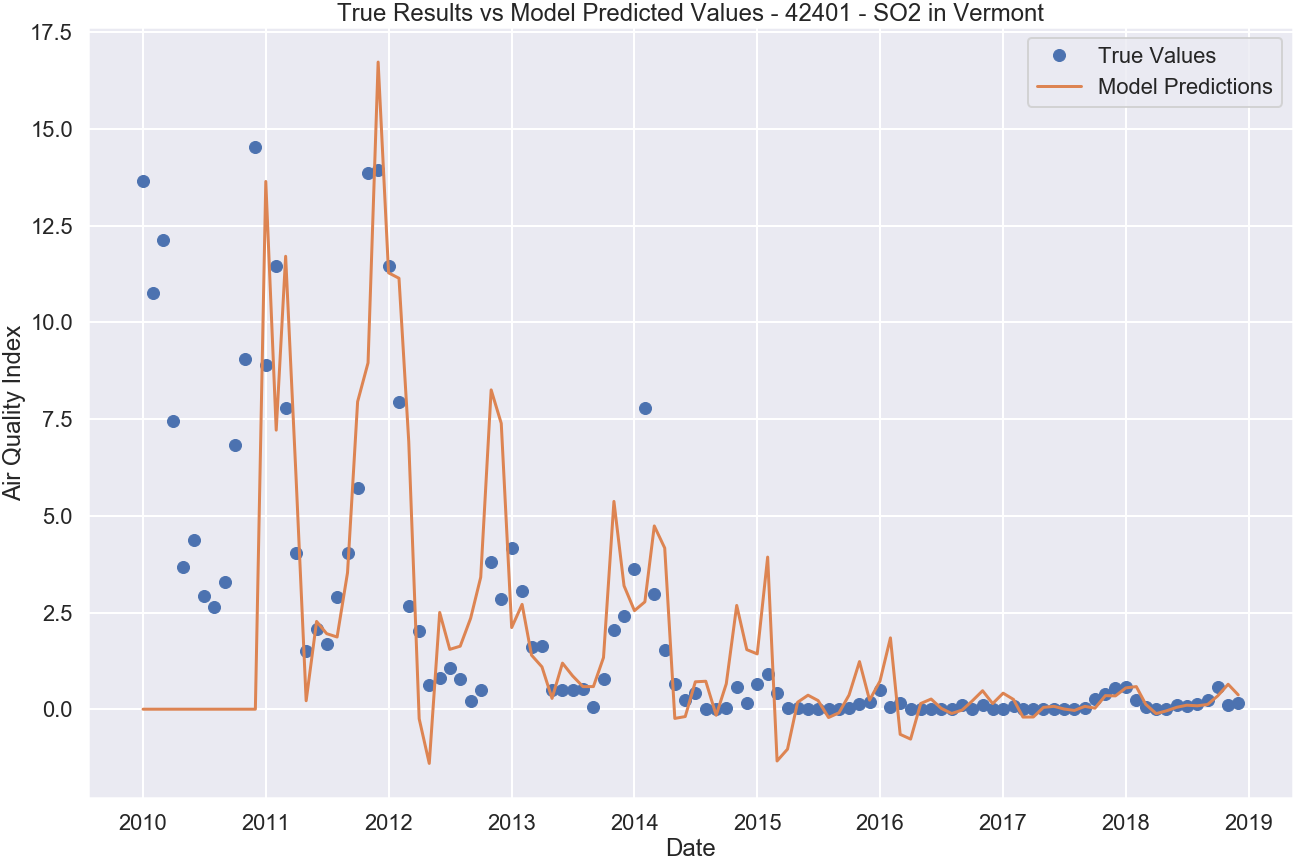 True Results vs Model Predicted Values - 42401 - SO2 in Vermont
True Values
Model Predictions
Air Quality Index
17.5
15.0
12.5
10.0
7.5
5.0
2.5
0.0
2010 2011 2012 2013 2014 2015 2016 2017 2018 2019
Date